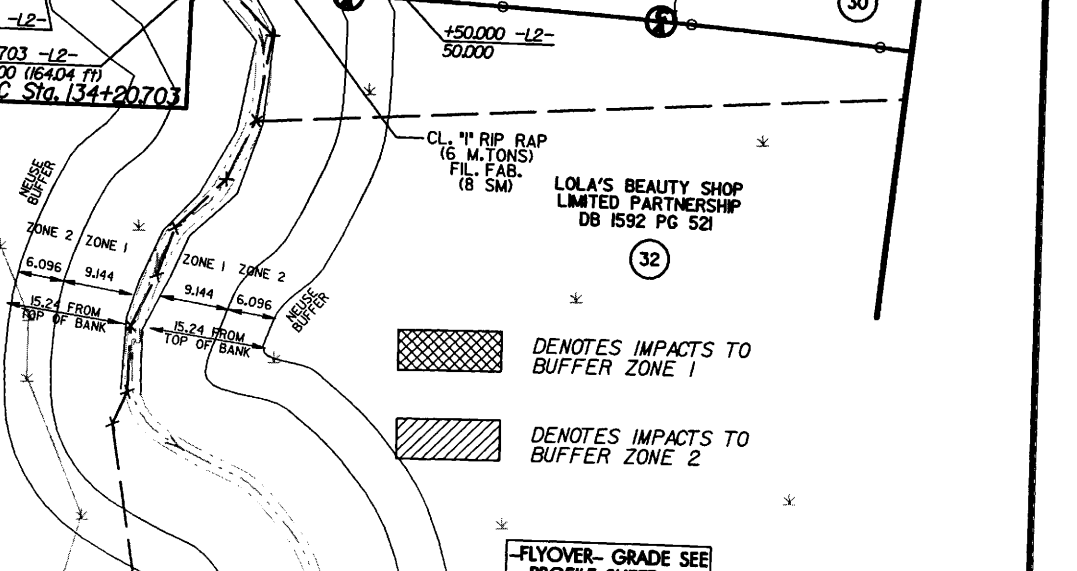 -L2-
703 -L2-
00 (164.04 ft)
C Sta. 134+20.703
+50.000 -L2-
50.000
30
CL. "I" RIP RAP
(6 M.TONS)
FIL. FAB.
(8 SM)
LOLA'S BEAUTY SHOP
LIMITED PARTNERSHIP
DB 1592 PG 521
32
NEUSE
BUFFER
ZONE 2 ZONE 1
6.096 9.144
15.24 FROM
TOP OF BANK
ZONE 1 ZONE 2
9.144 6.096
15.24 FROM
TOP OF BANK
NEUSE
BUFFER
DENOTES IMPACTS TO
BUFFER ZONE 1
DENOTES IMPACTS TO
BUFFER ZONE 2
-FLYOVER- GRADE SEE